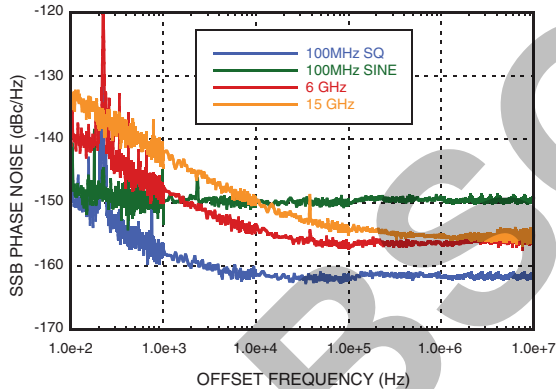 -120
-130
-140
-150
-160
-170
SSB PHASE NOISE (dBc/Hz)
100MHz SQ
100MHz SINE
6 GHz
15 GHz
1.0e+2 1.0e+3 1.0e+4 1.0e+5 1.0e+6 1.0e+7
OFFSET FREQUENCY (Hz)